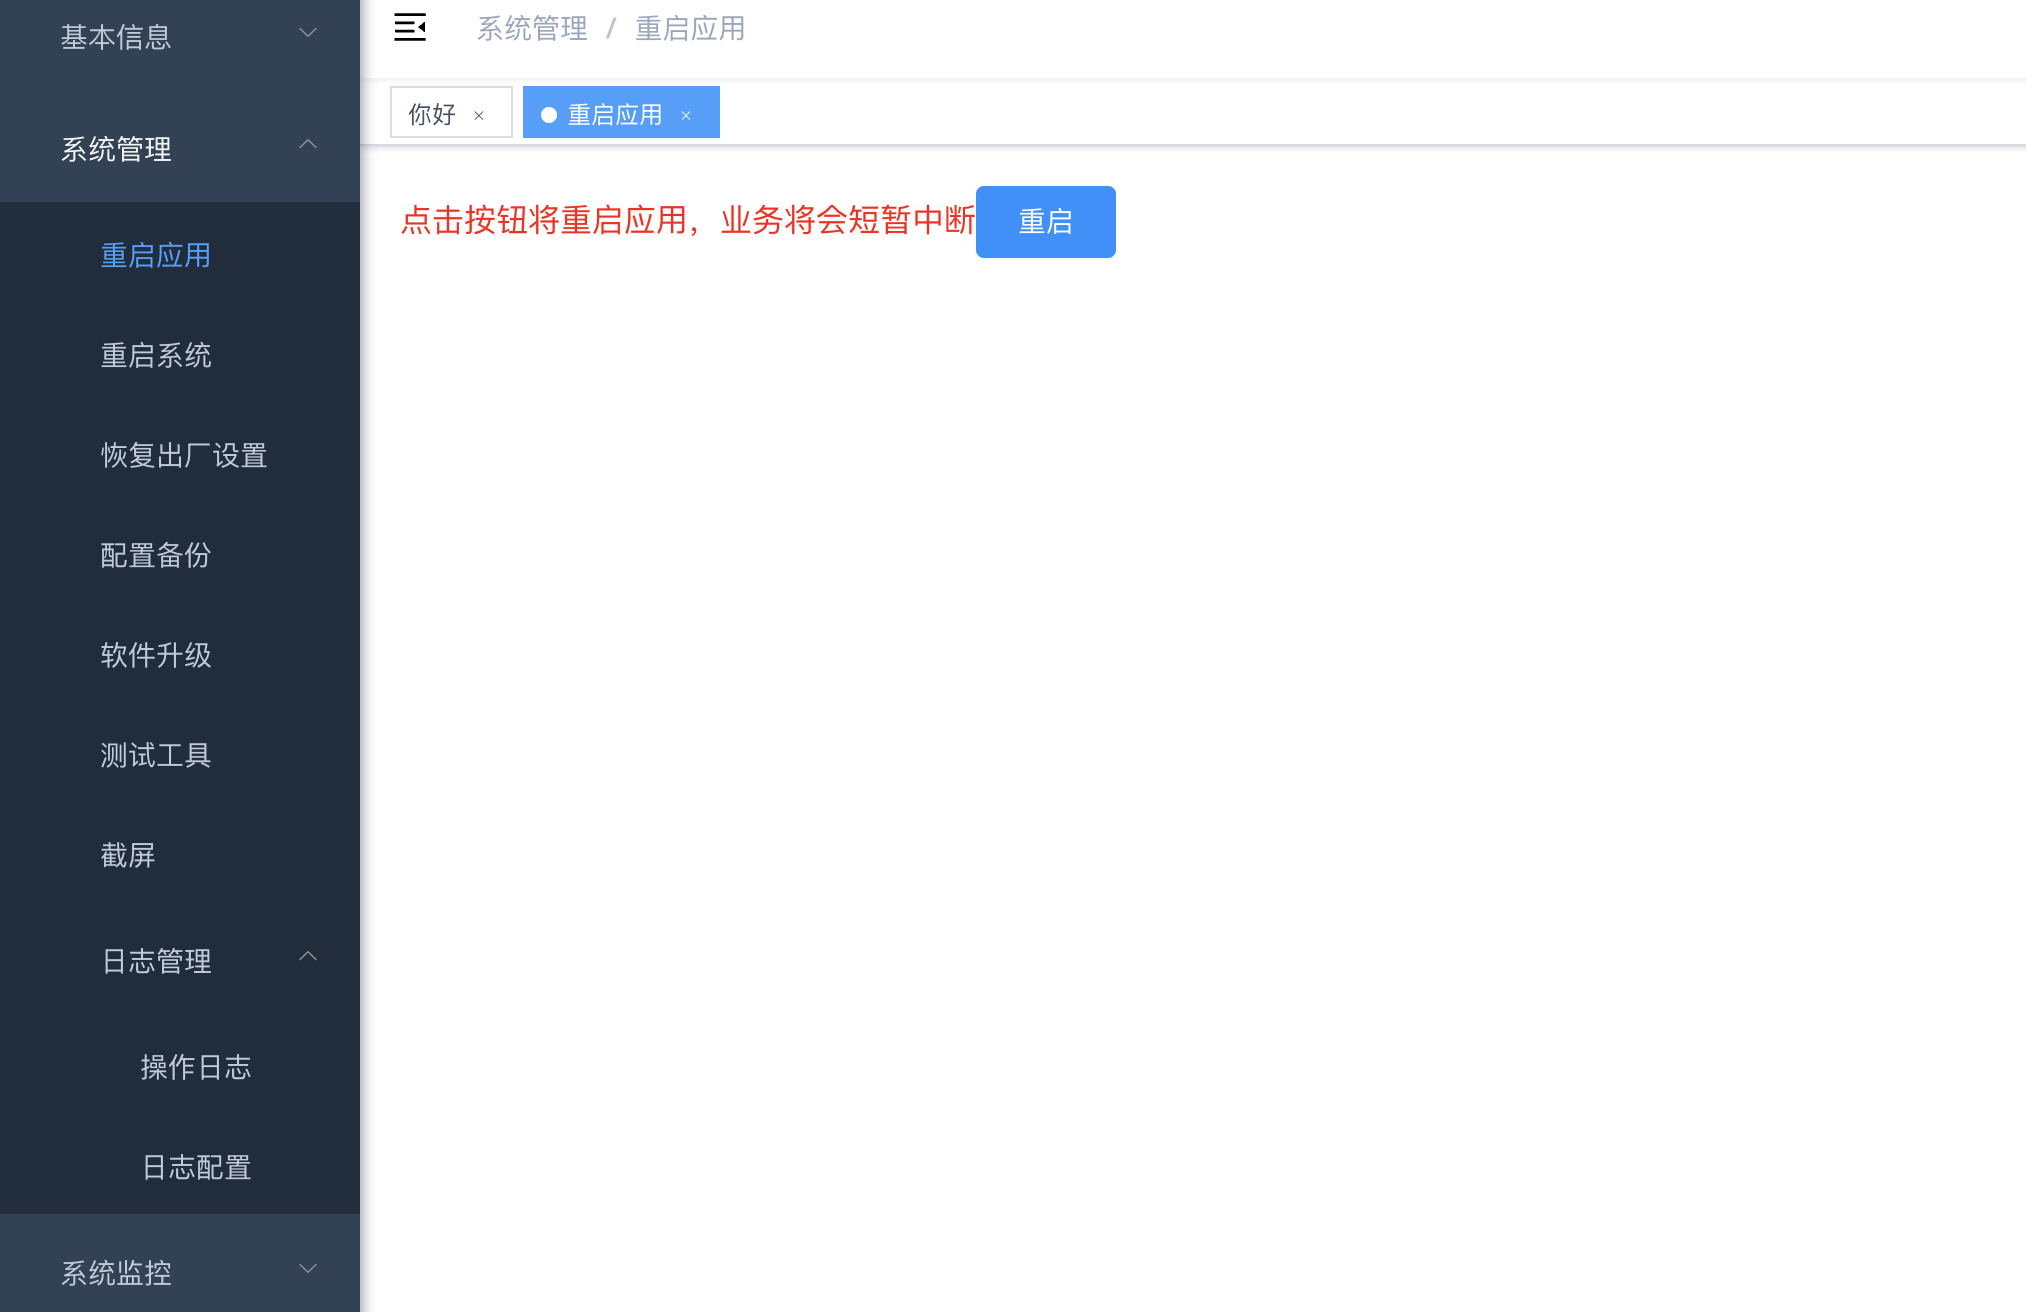 基本信息
系统管理
重启应用
重启系统
恢复出厂设置
配置备份
软件升级
测试工具
截屏
日志管理
操作日志
日志配置
系统监控
系统管理 / 重启应用
你好 × 重启应用 ×
点击按钮将重启应用，业务将会短暂中断 重启